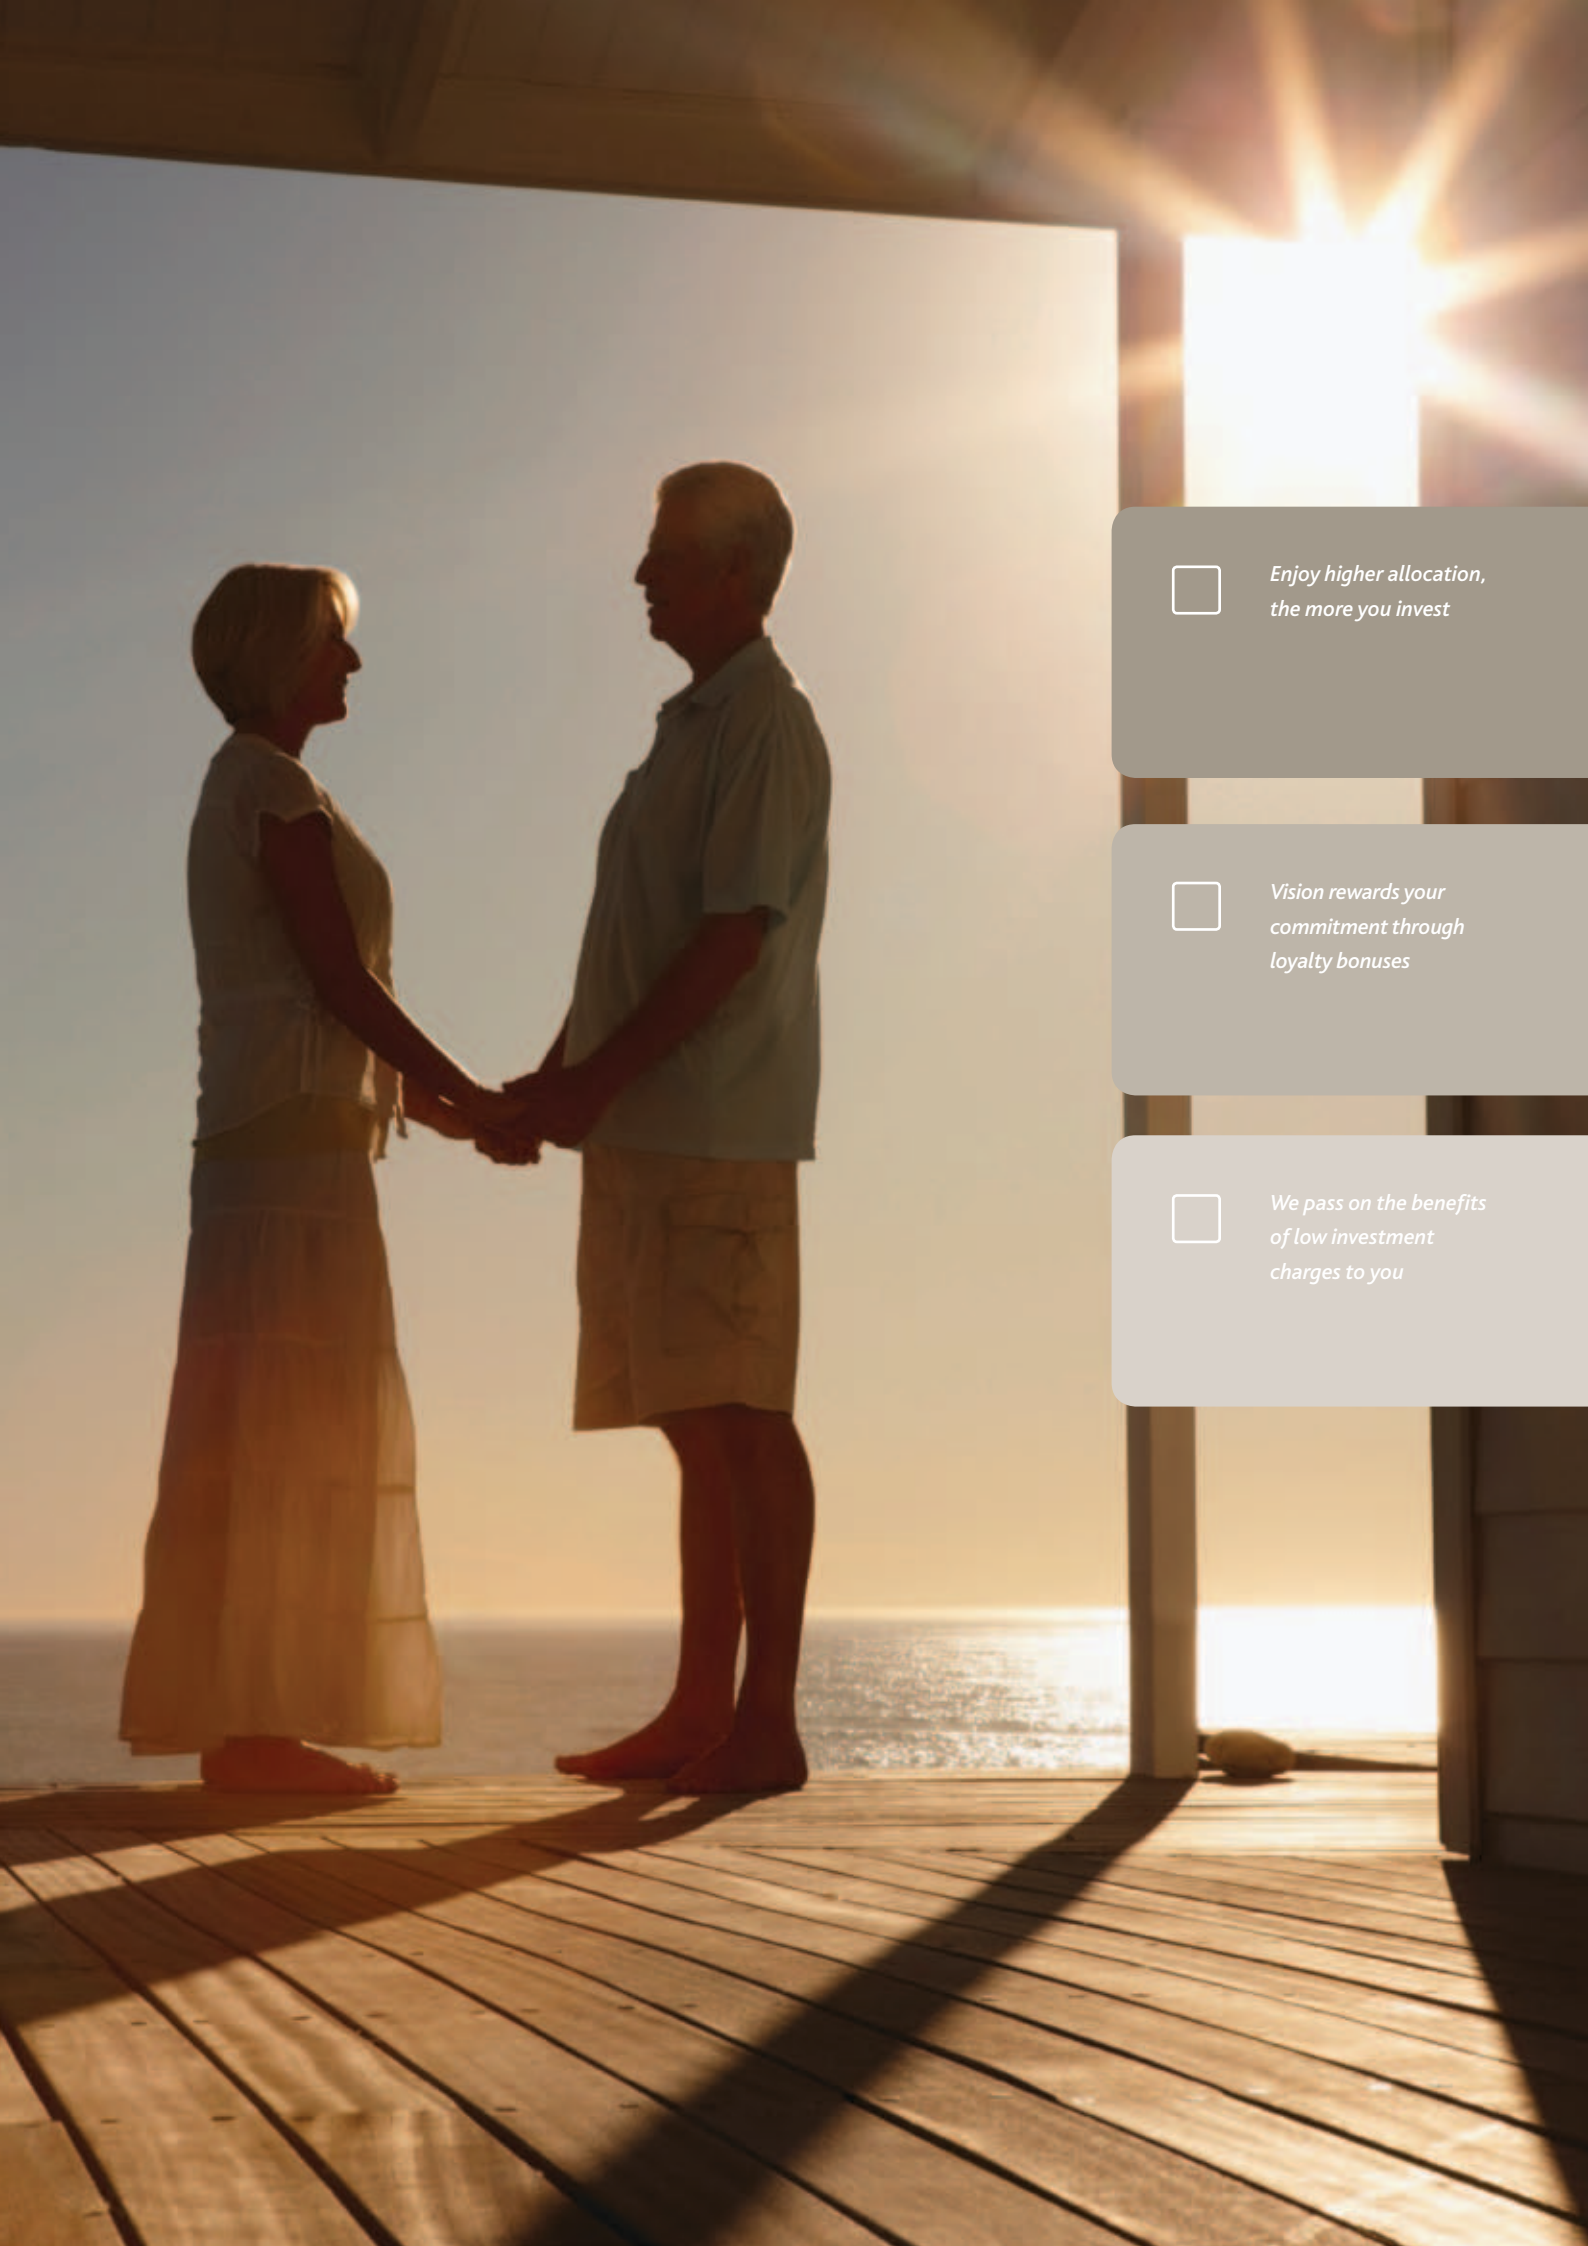 Enjoy higher allocation,
the more you invest
Vision rewards your
commitment through
loyalty bonuses
We pass on the benefits
of low investment
charges to you